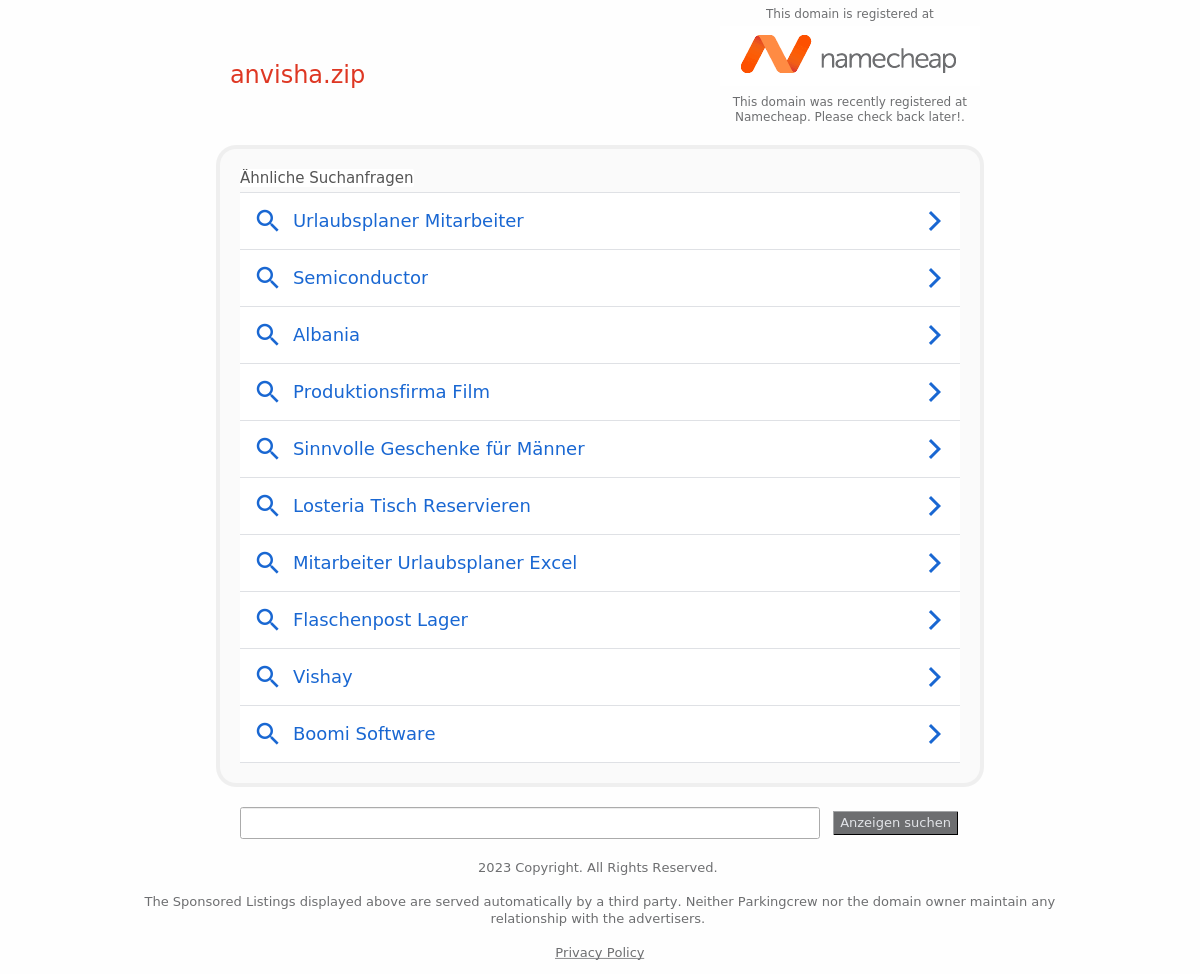 This domain is registered at
namecheap
anvisha.zip
This domain was recently registered at
Namecheap. Please check back later!.
Ähnliche Suchanfragen
Urlaubsplaner Mitarbeiter
Semiconductor
Albania
Produktionsfirma Film
Sinnvolle Geschenke für Männer
Losteria Tisch Reservieren
Mitarbeiter Urlaubsplaner Excel
Flaschenpost Lager
Vishay
Boomi Software
Anzeigen suchen
2023 Copyright. All Rights Reserved.
The Sponsored Listings displayed above are served automatically by a third party. Neither Parkingcrew nor the domain owner maintain any
relationship with the advertisers.
Privacy Policy